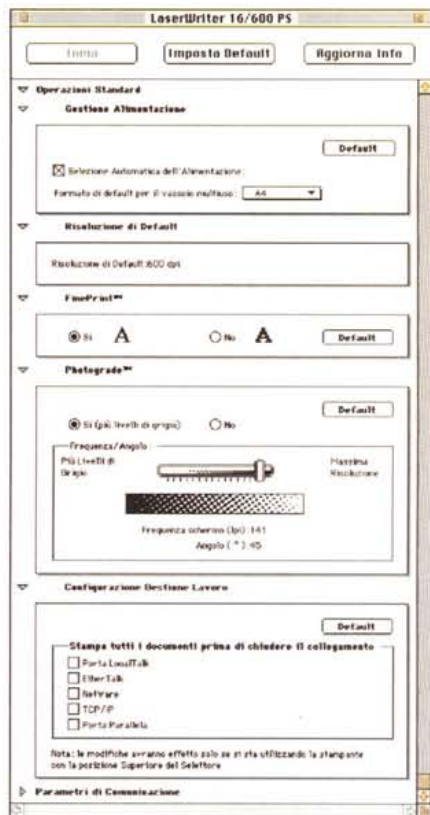 LaserWriter 16/600 PS
Imposta Default Aggiorna Info
Operazioni Standard
Gestione Alimentazione
Default
Selezione Automatica dell'Alimentazione:
Formato di default per il vassoio multiuso: A4
Risoluzione di Default
Risoluzione di Default:600 dpi.
FinePrint™
Si A No A Default
Photograde™
Default
Si (più livelli di grigio) No
Frequenza/Angolo
Più Livelli di Massima
Grigio Risoluzione
Frequenza schermo (lpi):141
Angolo (°):45
Configurazione Gestione Lavoro
Default
Stampa tutti i documenti prima di chiudere il collegamento
Porta LocalTalk
EtherTalk
NetWare
TCP/IP
Porta Parallela
Nota: le modifiche avranno effetto solo se si sta utilizzando la stampante
con la posizione Superiore del Selettore
Parametri di Comunicazione